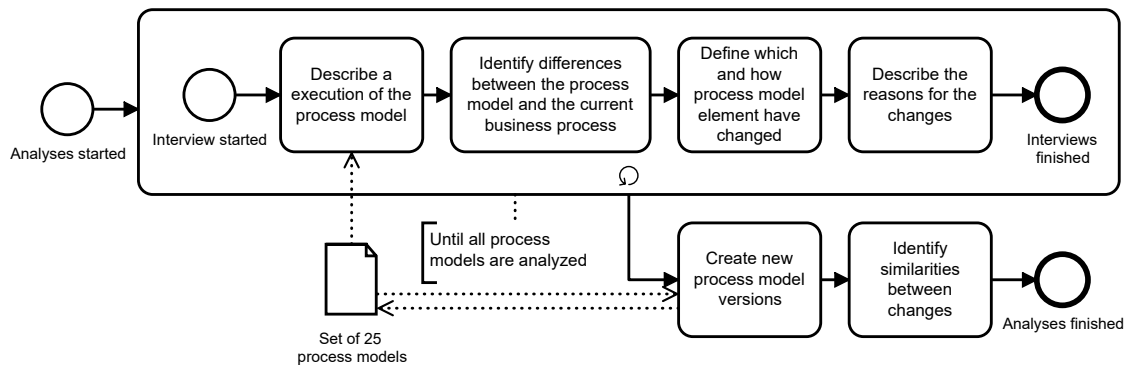 Analyses started
Interview started
Describe a
execution of the
process model
Identify differences
between the process
model and the current
business process
Define which
and how
process model
element have
changed
Describe the
reasons for the
changes
Interviews
finished
Until all process
models are analyzed
Set of 25
process models
Create new
process model
versions
Identify
similarities
between
changes
Analyses finished